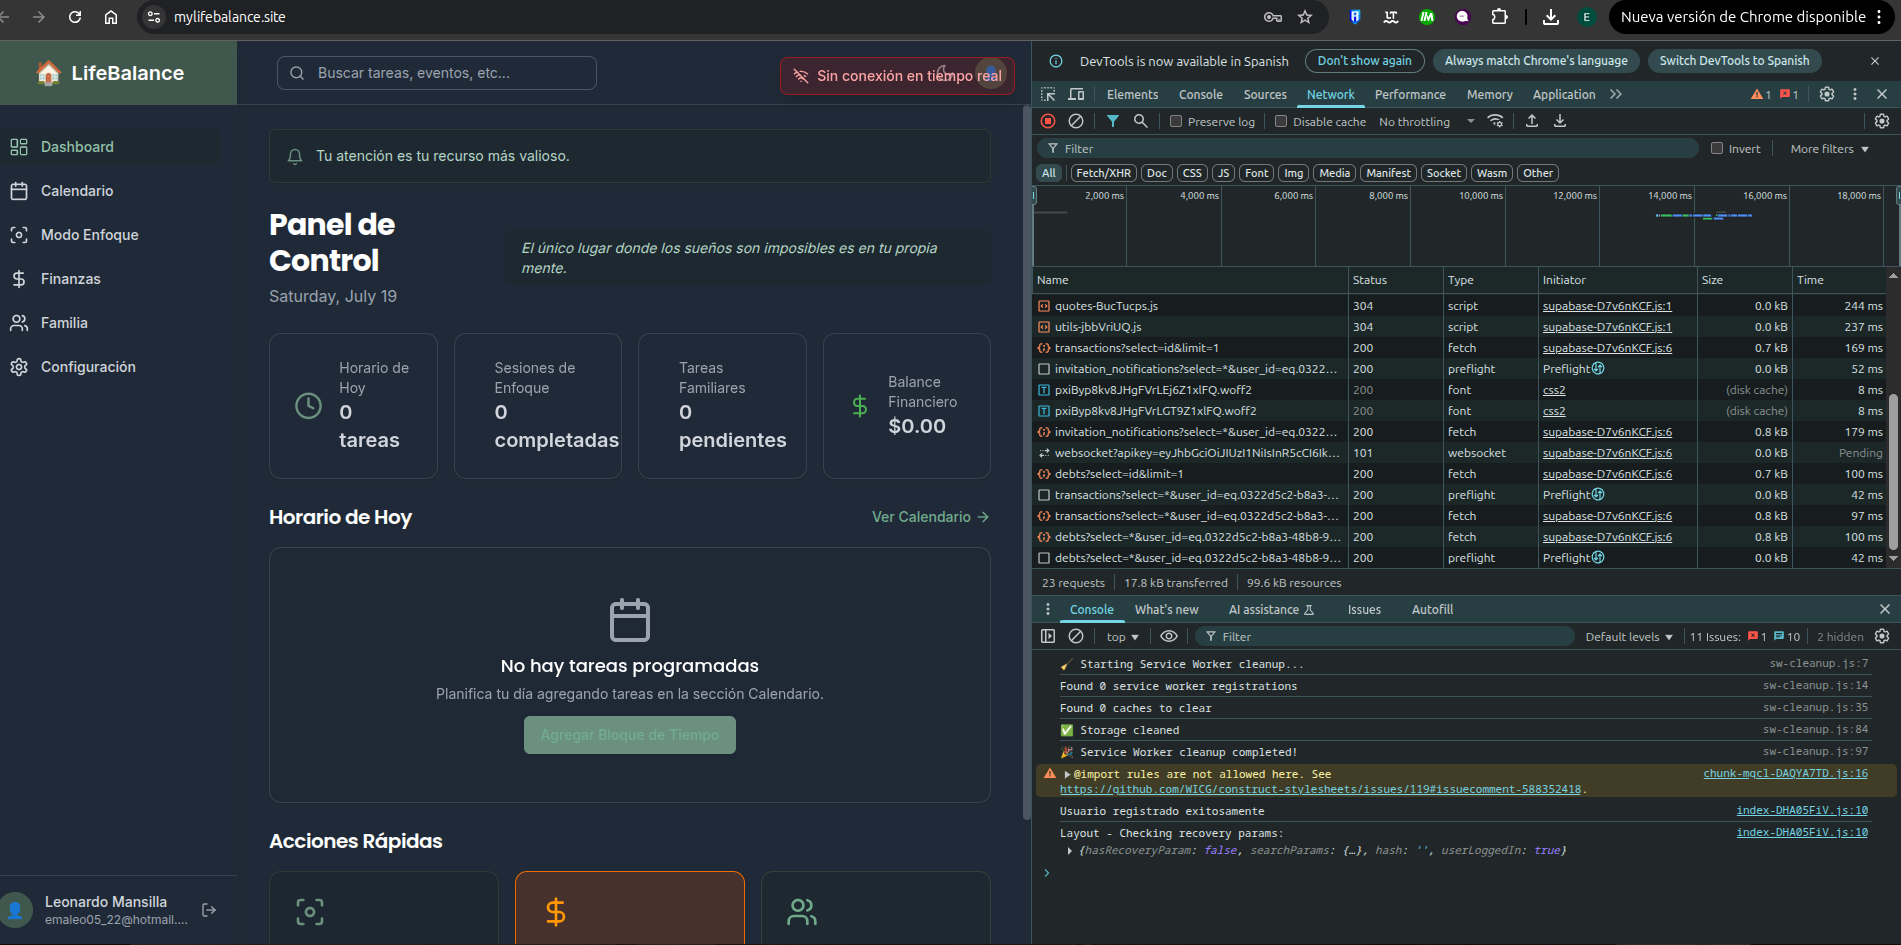 mylifebalance.site
E
Nueva versión de Chrome disponible
LifeBalance
Buscar tareas, eventos, etc...
Sin conexión en tiempo real
Dashboard
Calendario
Modo Enfoque
Finanzas
Familia
Configuración
Leonardo Mansilla
emaleo05_22@hotmail....
Tu atención es tu recurso más valioso.
Panel de
Control
Saturday, July 19
El único lugar donde los sueños son imposibles es en tu propia
mente.
Horario de
Hoy
0
tareas
Sesiones de
Enfoque
0
completadas
Tareas
Familiares
0
pendientes
Balance
Financiero
$0.00
Horario de Hoy
Ver Calendario →
No hay tareas programadas
Planifica tu día agregando tareas en la sección Calendario.
Agregar Bloque de Tiempo
Acciones Rápidas
DevTools is now available in Spanish
Don't show again
Always match Chrome's language
Switch DevTools to Spanish
Elements Console Sources Network Performance Memory Application 1 1
Preserve log Disable cache No throttling
Filter Invert More filters
All Fetch/XHR Doc CSS JS Font Img Media Manifest Socket Wasm Other
2,000 ms 4,000 ms 6,000 ms 8,000 ms 10,000 ms 12,000 ms 14,000 ms 16,000 ms 18,000 ms
Name Status Type Initiator Size Time
quotes-BucTucps.js 304 script supabase-D7v6nKCF.js:1 0.0 kB 244 ms
utils-jbbVriUQ.js 304 script supabase-D7v6nKCF.js:1 0.0 kB 237 ms
transactions?select=id&limit=1 200 fetch supabase-D7v6nKCF.js:6 0.7 kB 169 ms
invitation_notifications?select=*&user_id=eq.0322... 200 preflight Preflight 0.0 kB 52 ms
pxiByp8kv8JHgFVrLEj6Z1xlFQ.woff2 200 font css2 (disk cache) 8 ms
pxiByp8kv8JHgFVrLGT9Z1xlFQ.woff2 200 font css2 (disk cache) 8 ms
invitation_notifications?select=*&user_id=eq.0322... 200 fetch supabase-D7v6nKCF.js:6 0.8 kB 179 ms
websocket?apikey=eyJhbGciOiJIUzI1NiIsInR5cCI6Ik... 101 websocket supabase-D7v6nKCF.js:6 0.0 kB Pending
debts?select=id&limit=1 200 fetch supabase-D7v6nKCF.js:6 0.7 kB 100 ms
transactions?select=*&user_id=eq.0322d5c2-b8a3-... 200 preflight Preflight 0.0 kB 42 ms
transactions?select=*&user_id=eq.0322d5c2-b8a3-... 200 fetch supabase-D7v6nKCF.js:6 0.8 kB 97 ms
debts?select=*&user_id=eq.0322d5c2-b8a3-48b8-9... 200 fetch supabase-D7v6nKCF.js:6 0.8 kB 100 ms
debts?select=*&user_id=eq.0322d5c2-b8a3-48b8-9... 200 preflight Preflight 0.0 kB 42 ms
23 requests 17.8 kB transferred 99.6 kB resources
Console What's new AI assistance Issues Autofill
top Filter Default levels 11 Issues: 1 10 2 hidden
🧹 Starting Service Worker cleanup... sw-cleanup.js:7
Found 0 service worker registrations sw-cleanup.js:14
Found 0 caches to clear sw-cleanup.js:35
✅ Storage cleaned sw-cleanup.js:84
🎉 Service Worker cleanup completed! sw-cleanup.js:97
@import rules are not allowed here. See chunk-mgcl-DAQYA7TD.js:16
https://github.com/WICG/construct-stylesheets/issues/119#issuecomment-588352418.
Usuario registrado exitosamente index-DHA05FiV.js:10
Layout - Checking recovery params: index-DHA05FiV.js:10
{hasRecoveryParam: false, searchParams: {…}, hash: '', userLoggedIn: true}